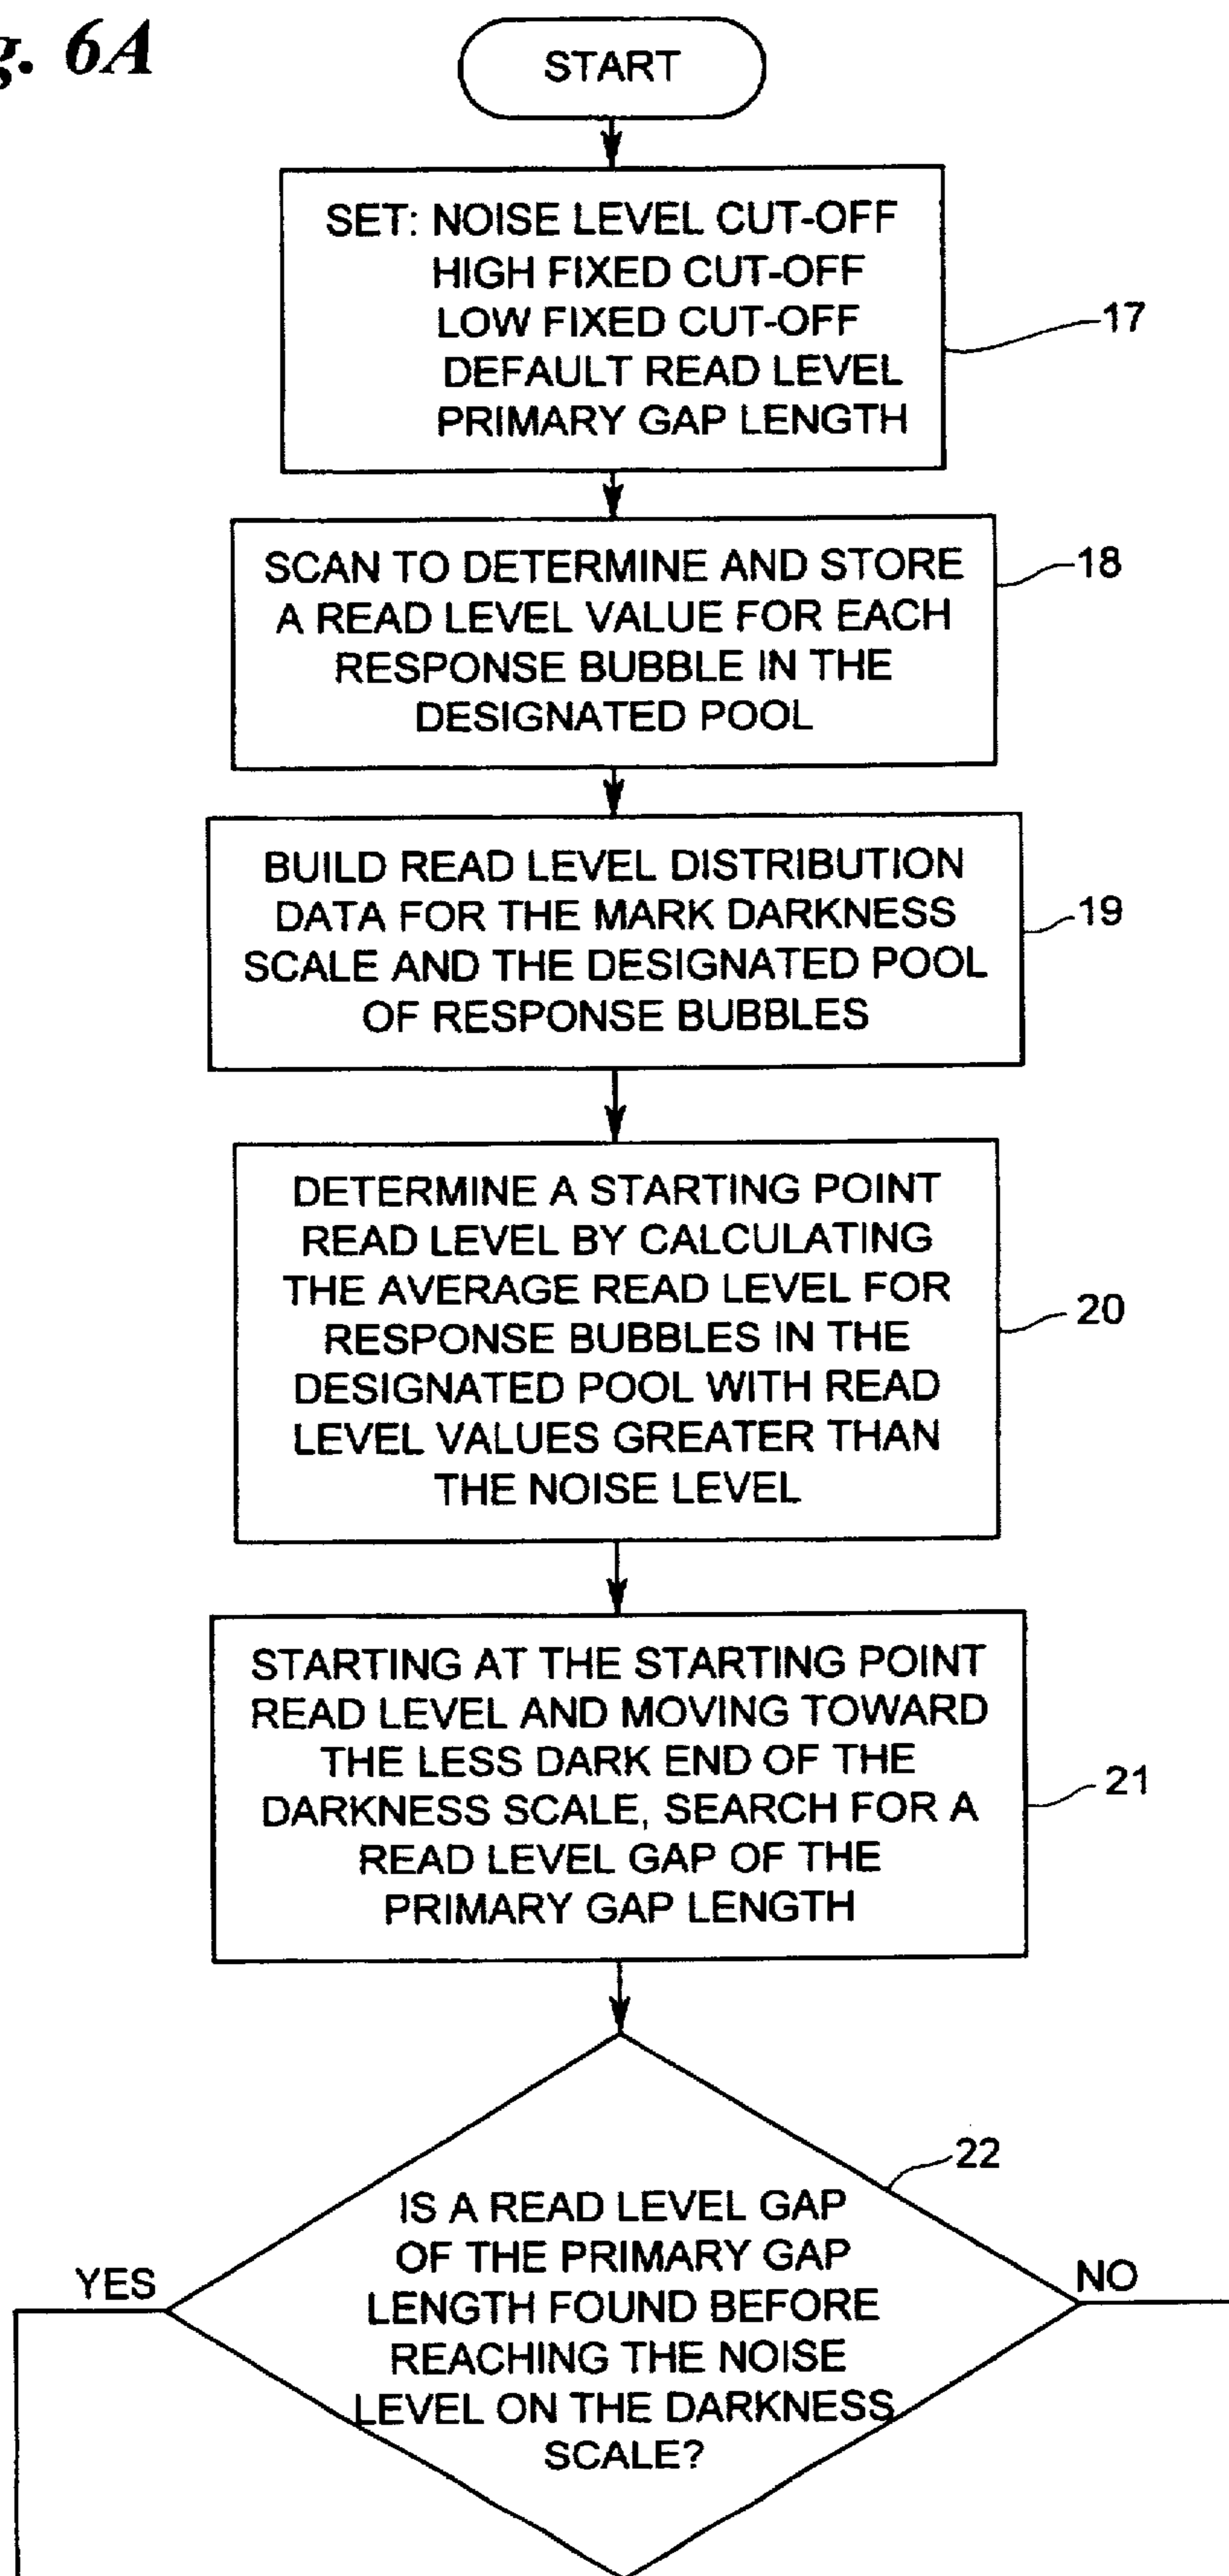 g. 6A
START
SET: NOISE LEVEL CUT-OFF
HIGH FIXED CUT-OFF
LOW FIXED CUT-OFF
DEFAULT READ LEVEL
PRIMARY GAP LENGTH
17
SCAN TO DETERMINE AND STORE
A READ LEVEL VALUE FOR EACH
RESPONSE BUBBLE IN THE
DESIGNATED POOL
18
BUILD READ LEVEL DISTRIBUTION
DATA FOR THE MARK DARKNESS
SCALE AND THE DESIGNATED POOL
OF RESPONSE BUBBLES
19
DETERMINE A STARTING POINT
READ LEVEL BY CALCULATING
THE AVERAGE READ LEVEL FOR
RESPONSE BUBBLES IN THE
DESIGNATED POOL WITH READ
LEVEL VALUES GREATER THAN
THE NOISE LEVEL
20
STARTING AT THE STARTING POINT
READ LEVEL AND MOVING TOWARD
THE LESS DARK END OF THE
DARKNESS SCALE, SEARCH FOR A
READ LEVEL GAP OF THE
PRIMARY GAP LENGTH
21
22
IS A READ LEVEL GAP
OF THE PRIMARY GAP
LENGTH FOUND BEFORE
REACHING THE NOISE
LEVEL ON THE DARKNESS
SCALE?
YES
NO